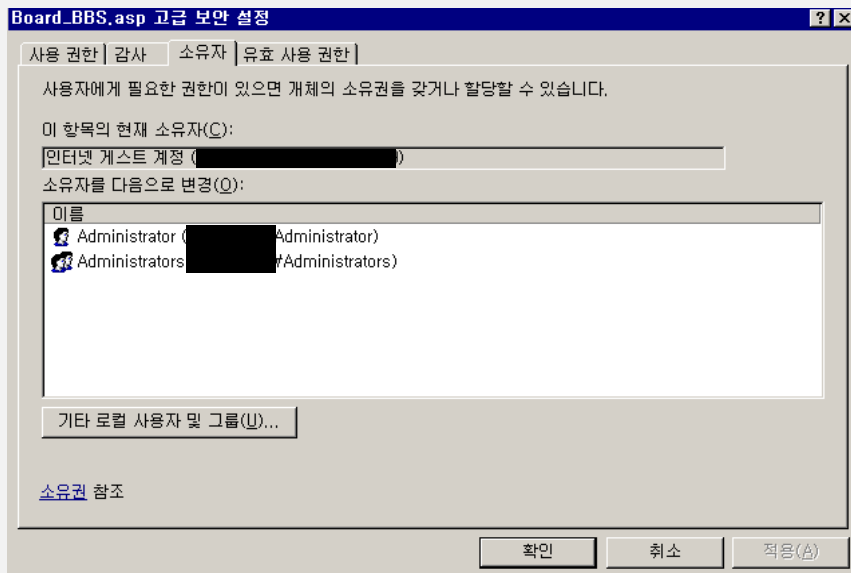 Board_BBS.asp 고급 보안 설정
사용 권한 감사 소유자 유효 사용 권한
사용자에게 필요한 권한이 있으면 개체의 소유권을 갖거나 할당할 수 있습니다.
이 항목의 현재 소유자(C):
인터넷 게스트 계정 ( )
소유자를 다음으로 변경(O):
이름
Administrator ( Administrator)
Administrators ₩Administrators)
기타 로컬 사용자 및 그룹(U)...
소유권 참조
확인 취소 적용(A)